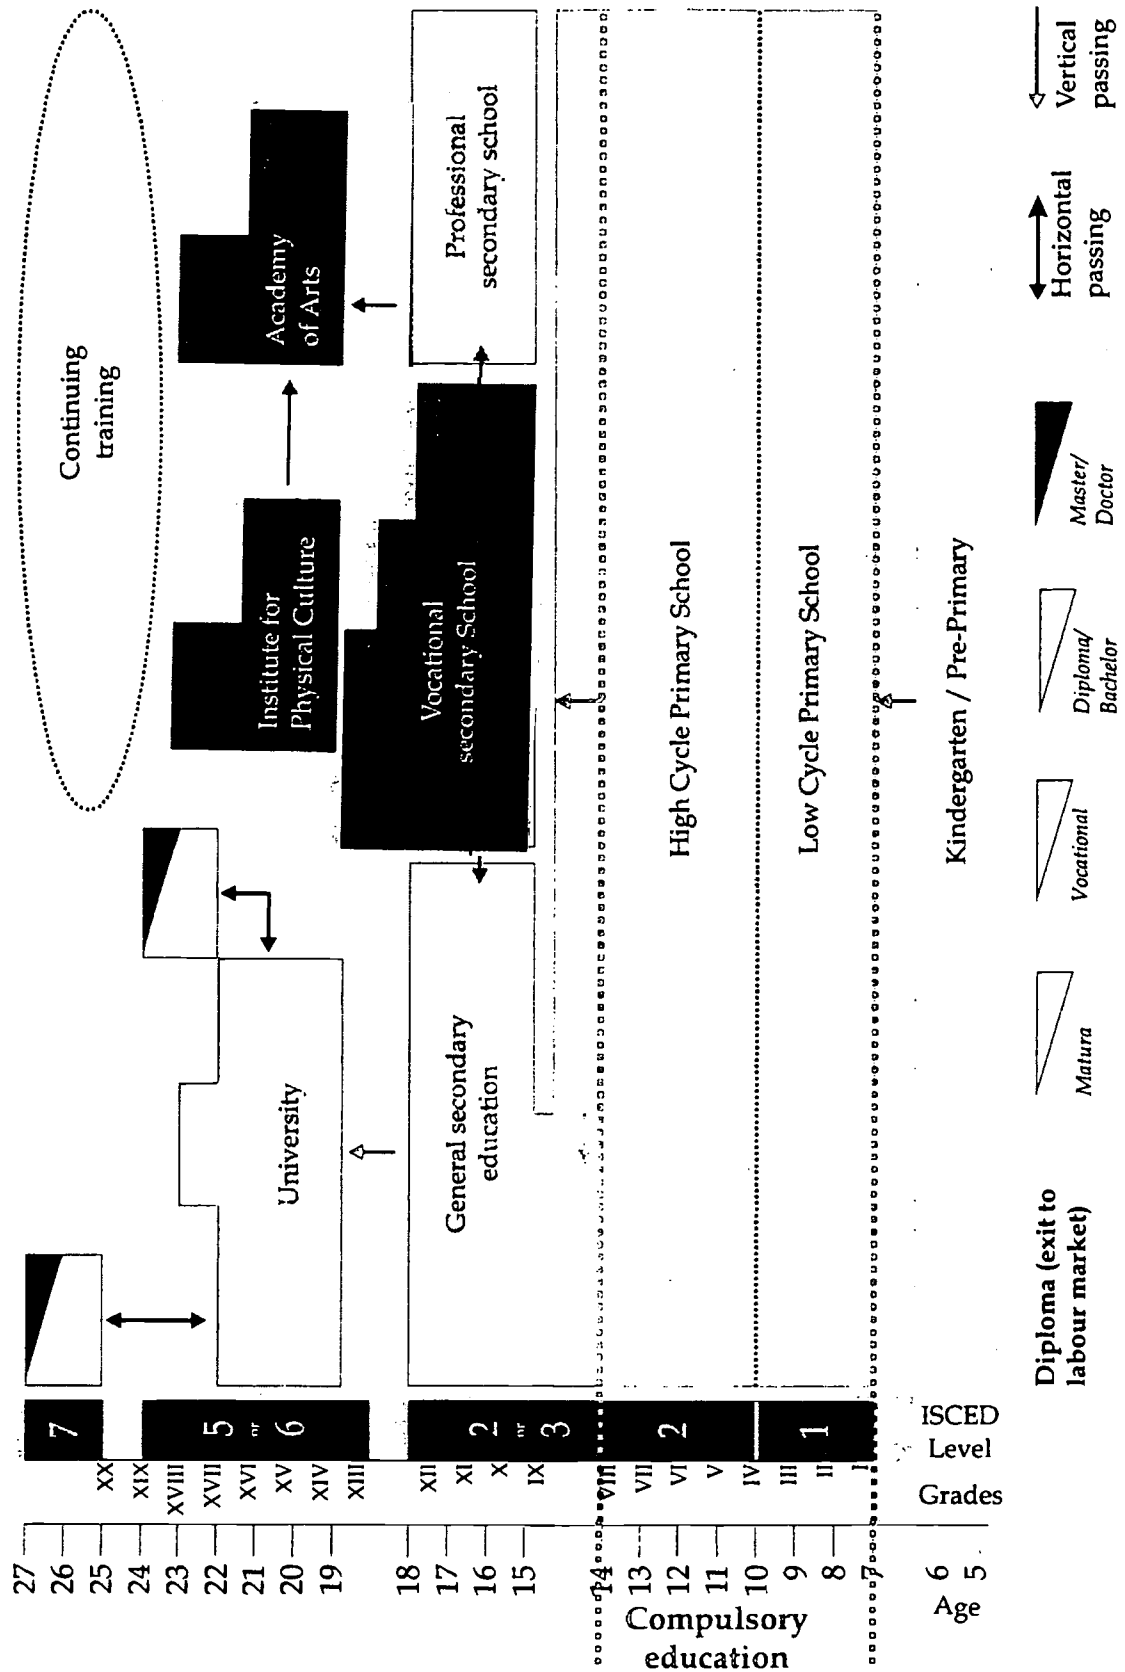 Continuing
training
Academy
of Arts
Institute for
Physical Culture
Professional
secondary school
Vocational
secondary School
University
General secondary
education
High Cycle Primary School
Low Cycle Primary School
Kindergarten / Pre-Primary
7
5
or
6
2
or
3
2
1
ISCED
Level
XX
XIX
XVIII
XVII
XVI
XV
XIV
XIII
XII
XI
X
IX
VIII
VII
VI
V
IV
III
II
I
Grades
27
26
25
24
23
22
21
20
19
18
17
16
15
14
13
12
11
10
9
8
7
6
5
Age
Compulsory
education
Diploma (exit to
labour market)
Matura
Vocational
Diploma/
Bachelor
Master/
Doctor
Horizontal
passing
Vertical
passing